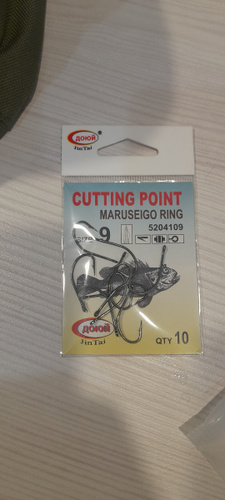 ДОЮЙ
JinTai
CUTTING POINT
MARUSEIGO RING
9
5204109
ДОЮЙ
JinTai
QTY 10